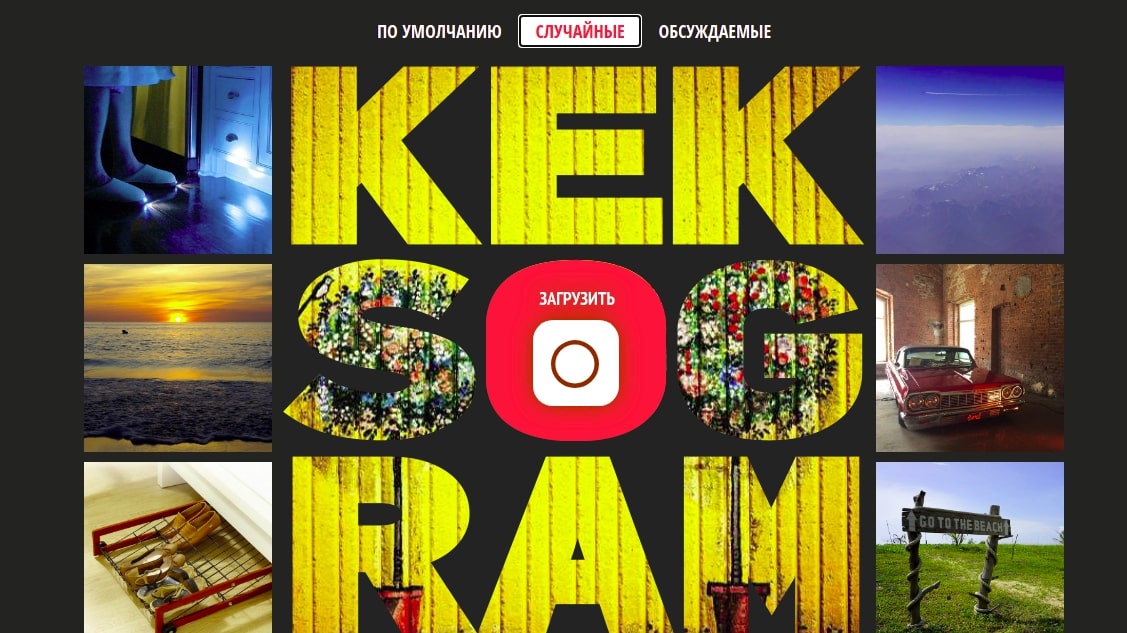 ПО УМОЛЧАНИЮ СЛУЧАЙНЫЕ ОБСУЖДАЕМЫЕ
KEK
SOG
ЗАГРУЗИТЬ
RAM
GO TO THE BEACH